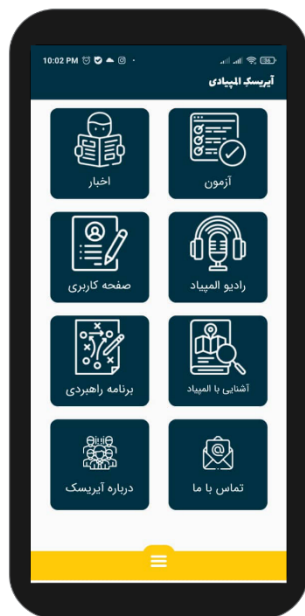 10:02 PM
آیریسک المپیادی
آزمون
اخبار
رادیو المپیاد
صفحه کاربری
آشنایی با المپیاد
برنامه راهبردی
تماس با ما
درباره آیریسک